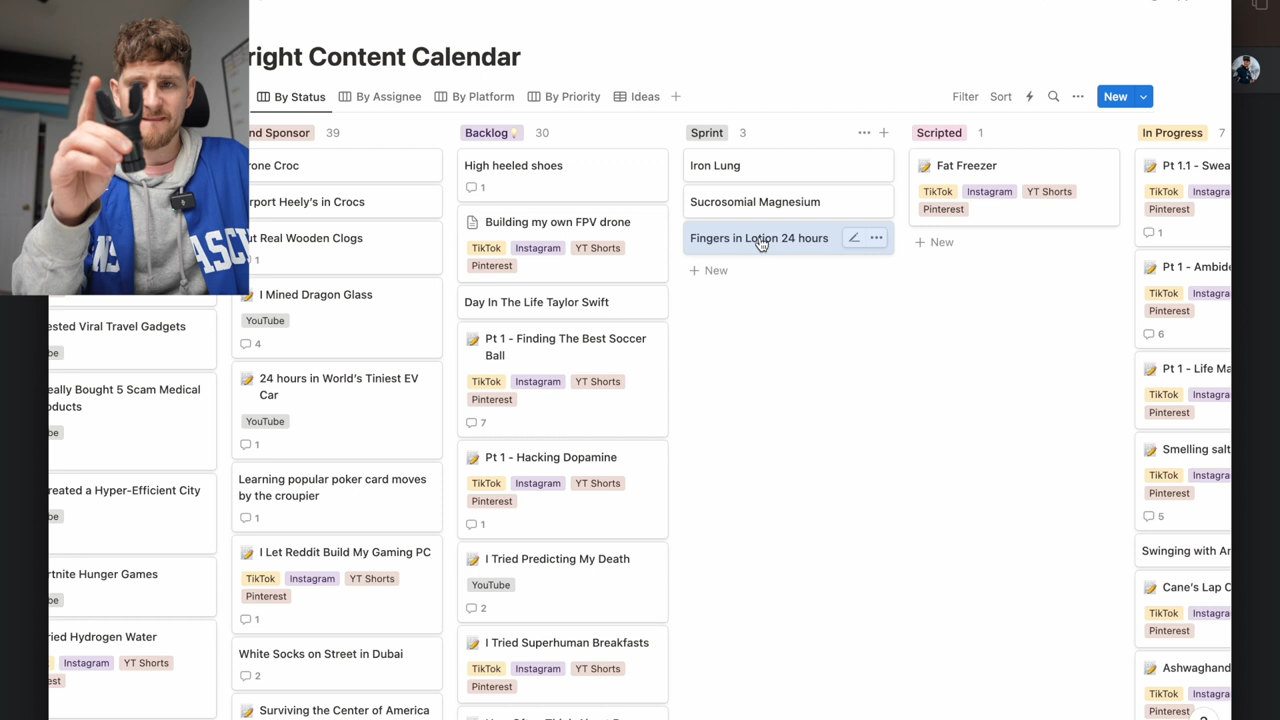 right Content Calendar
By Status
By Assignee
By Platform
By Priority
Ideas
Filter
Sort
New
nd Sponsor 39
rone Croc
rport Heely's in Crocs
ut Real Wooden Clogs
1
I Mined Dragon Glass
YouTube
4
24 hours in World's Tiniest EV
Car
YouTube
1
Learning popular poker card moves
by the croupier
1
I Let Reddit Build My Gaming PC
TikTok Instagram YT Shorts
Pinterest
1
White Socks on Street in Dubai
2
Surviving the Center of America
Backlog 30
High heeled shoes
1
Building my own FPV drone
TikTok Instagram YT Shorts
Pinterest
Day In The Life Taylor Swift
Pt 1 - Finding The Best Soccer
Ball
TikTok Instagram YT Shorts
Pinterest
7
Pt 1 - Hacking Dopamine
TikTok Instagram YT Shorts
Pinterest
1
I Tried Predicting My Death
YouTube
2
I Tried Superhuman Breakfasts
TikTok Instagram YT Shorts
Pinterest
Sprint 3
Iron Lung
Sucrosomial Magnesium
Fingers in Lotion 24 hours
New
Scripted 1
Fat Freezer
TikTok Instagram YT Shorts
Pinterest
New
In Progress 7
Pt 1.1 - Swea
TikTok Instagra
Pinterest
1
Pt 1 - Ambide
TikTok Instagra
Pinterest
6
Pt 1 - Life Ma
TikTok Instagra
Pinterest
Smelling salt
TikTok Instagra
Pinterest
5
Swinging with Ar
Cane's Lap C
TikTok Instagra
Pinterest
Ashwaghand
TikTok Instagra
Pinterest
ested Viral Travel Gadgets
be
eally Bought 5 Scam Medical
oducts
be
reated a Hyper-Efficient City
be
rtnite Hunger Games
be
ried Hydrogen Water
Instagram YT Shorts
est
ASC